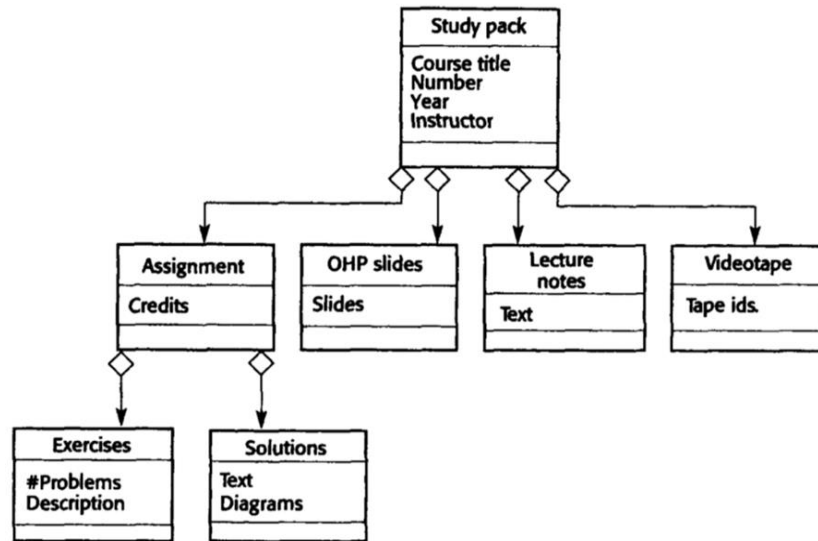 Study pack
Course title
Number
Year
Instructor
Assignment
Credits
OHP slides
Slides
Lecture
notes
Text
Videotape
Tape ids.
Exercises
#Problems
Description
Solutions
Text
Diagrams